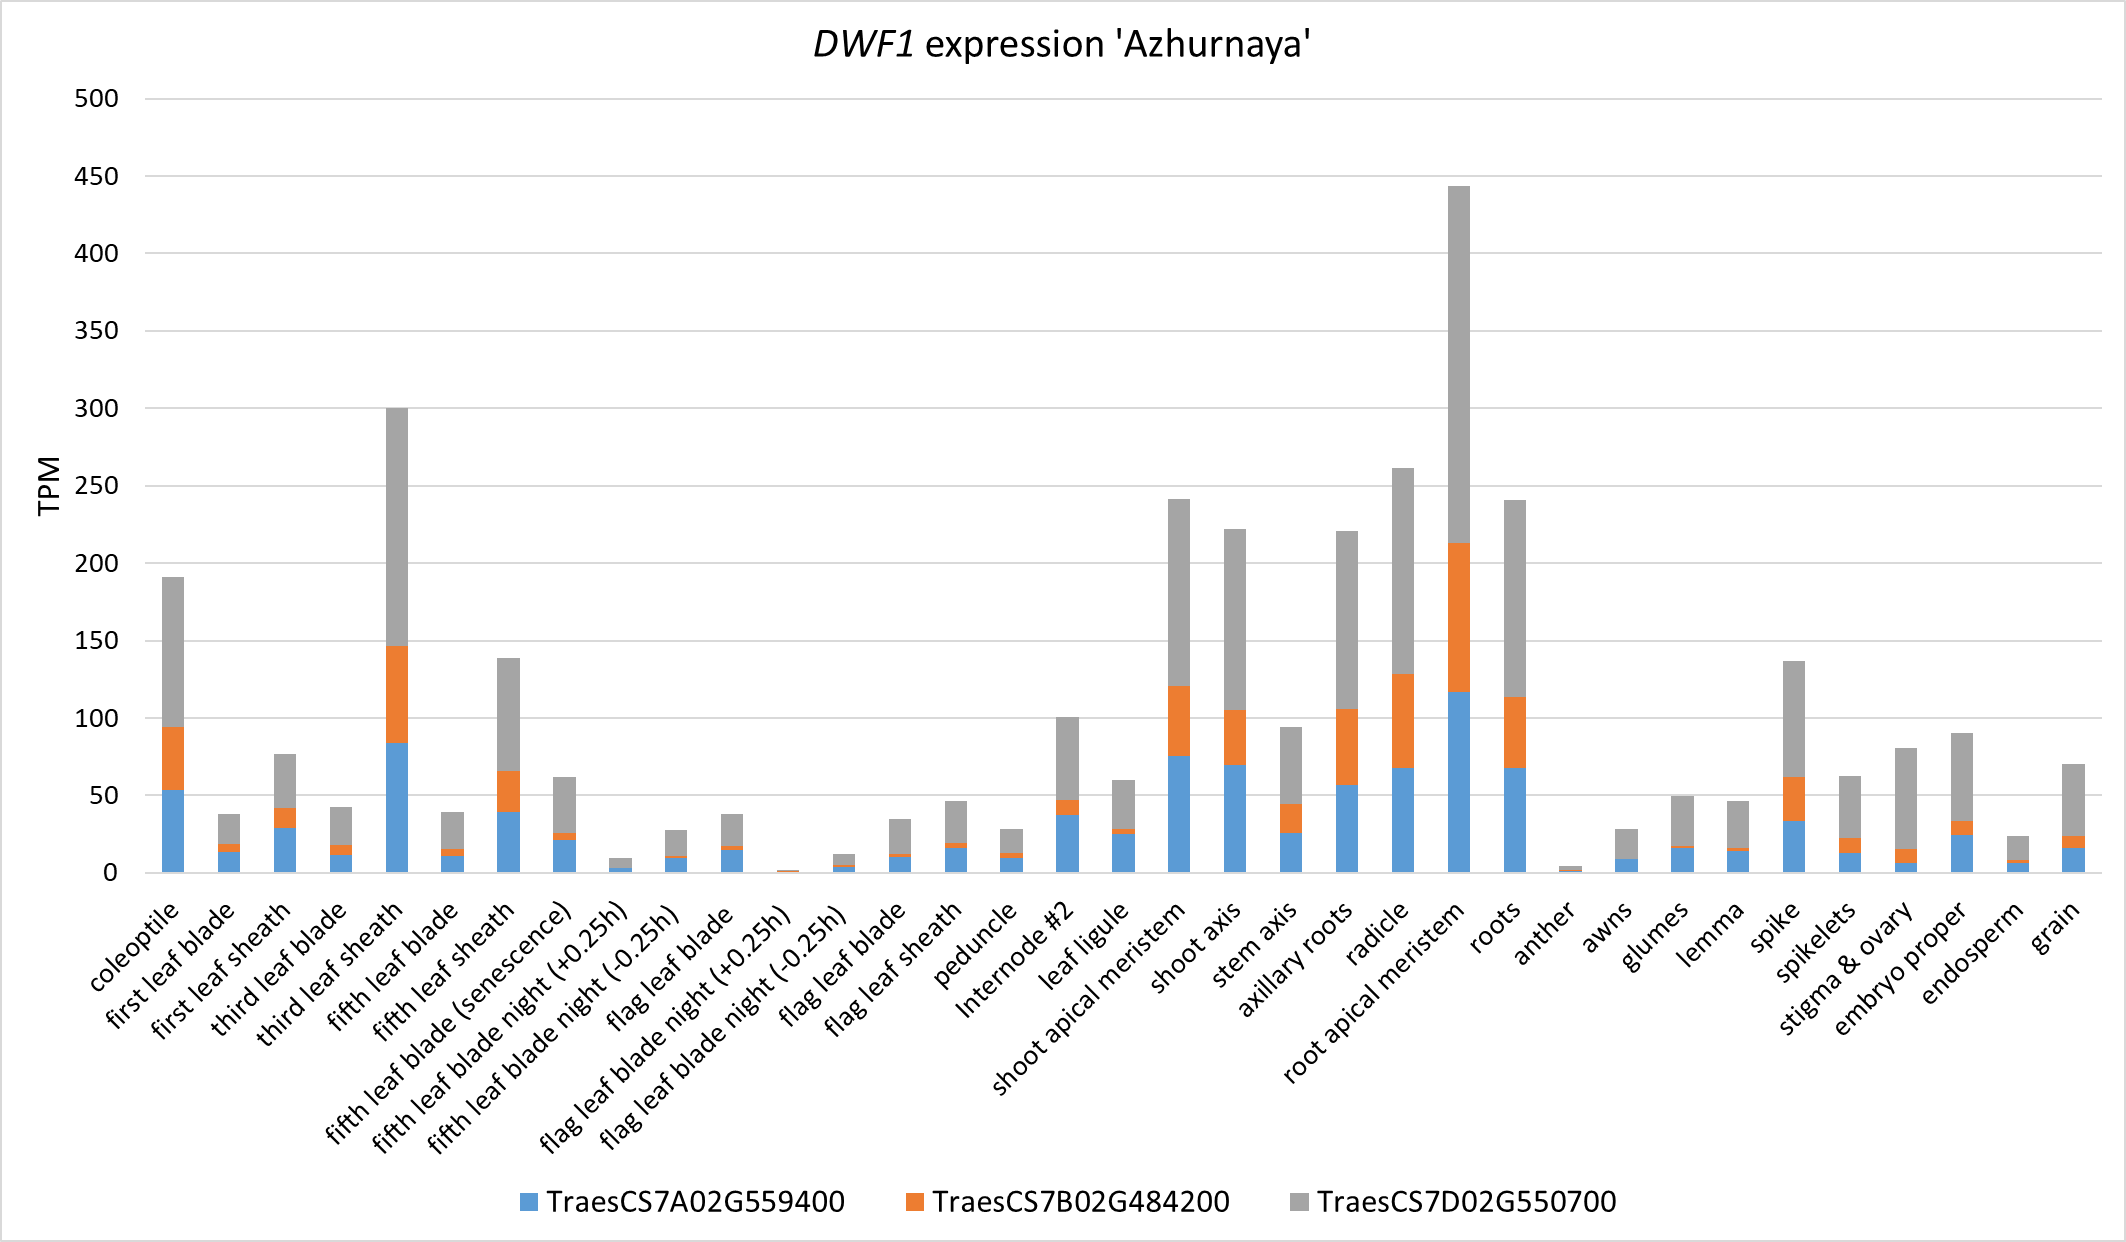 DWF1 expression 'Azhurnaya'
500
450
400
350
300
250
200
150
100
50
0
TPM
coleoptile
first leaf blade
first leaf sheath
third leaf blade
third leaf sheath
fifth leaf blade
fifth leaf sheath
fifth leaf blade (senescence)
fifth leaf blade night (+0.25h)
fifth leaf blade night (-0.25h)
flag leaf blade
flag leaf blade night (+0.25h)
flag leaf blade night (-0.25h)
flag leaf blade
flag leaf sheath
peduncle
Internode #2
leaf ligule
shoot apical meristem
shoot axis
stem axis
axillary roots
radicle
root apical meristem
roots
anther
awns
glumes
lemma
spike
spikelets
stigma & ovary
embryo proper
endosperm
grain
TraesCS7A02G559400
TraesCS7B02G484200
TraesCS7D02G550700